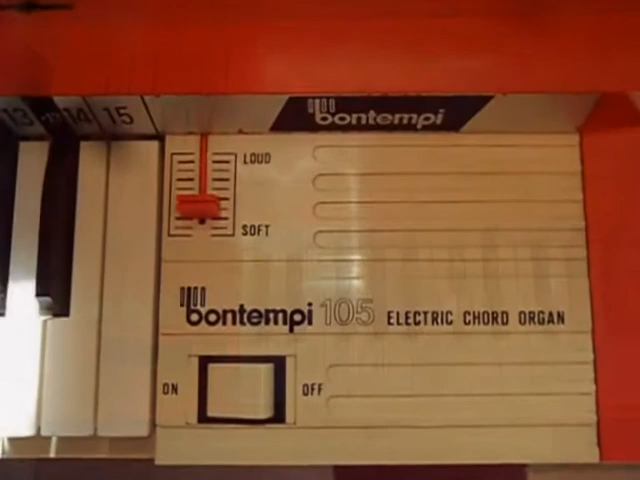 13 14 15
bontempi
LOUD
SOFT
bontempi 105 ELECTRIC CHORD ORGAN
ON OFF